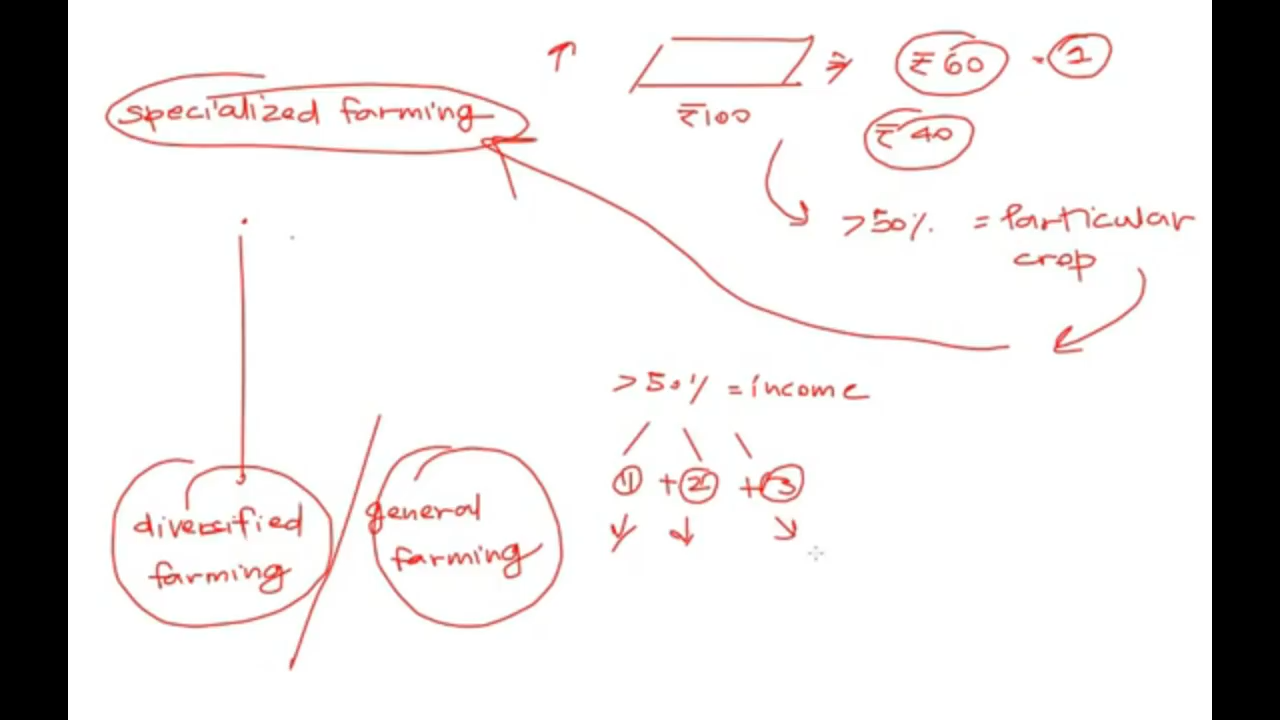 specialized farming
₹100
₹60 - 1
₹40
>50% = Particular
crop
>50% = income
1 + 2 + 3
diversified
farming
general
farming